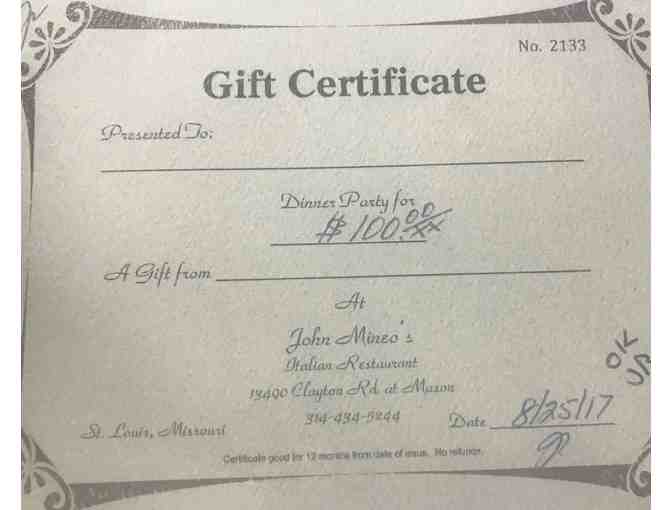 No. 2133
Gift Certificate
Presented To:
Dinner Party for
$100.00/xx
A Gift from
At
John Mineo's
Italian Restaurant
13490 Clayton Rd. at Mason
314-434-5244
St. Louis, Missouri
Date 8/25/17
Certificate good for 12 months from date of issue. No refunds.
OK